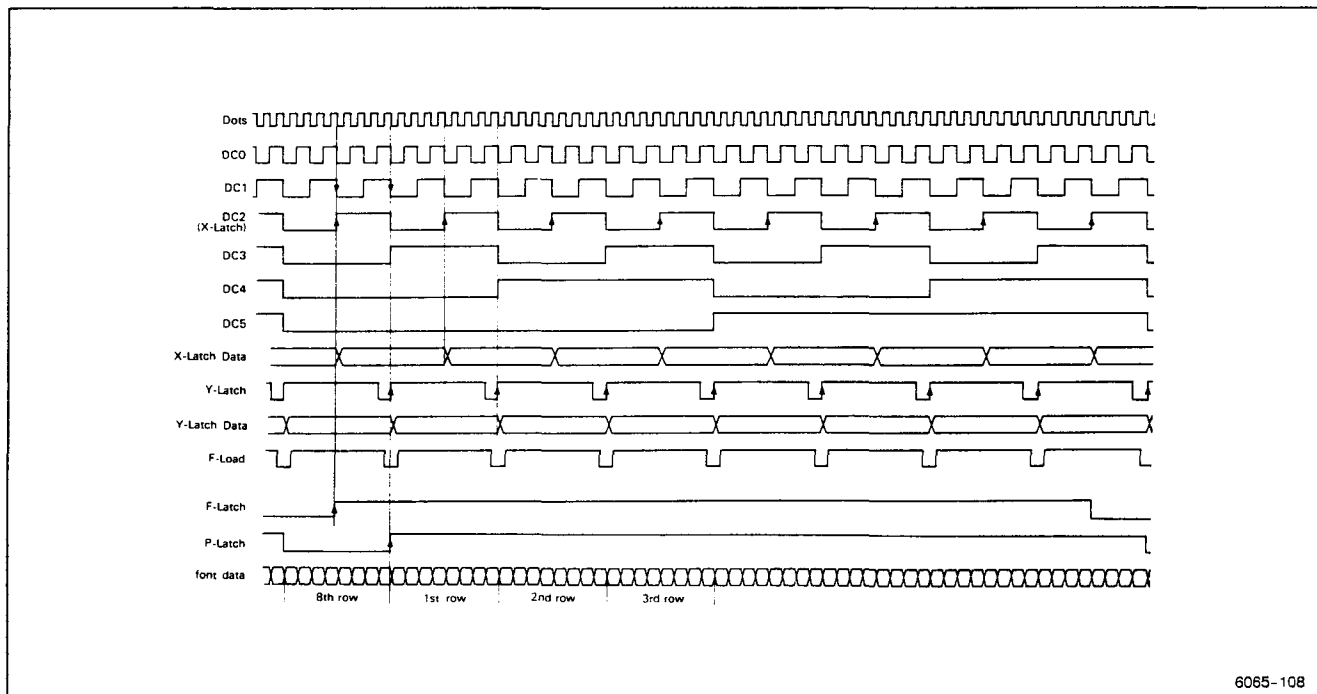 Dots
DC0
DC1
DC2
(X-Latch)
DC3
DC4
DC5
X-Latch Data
Y-Latch
Y-Latch Data
F-Load
F-Latch
P-Latch
font data
8th row 1st row 2nd row 3rd row
6065-108